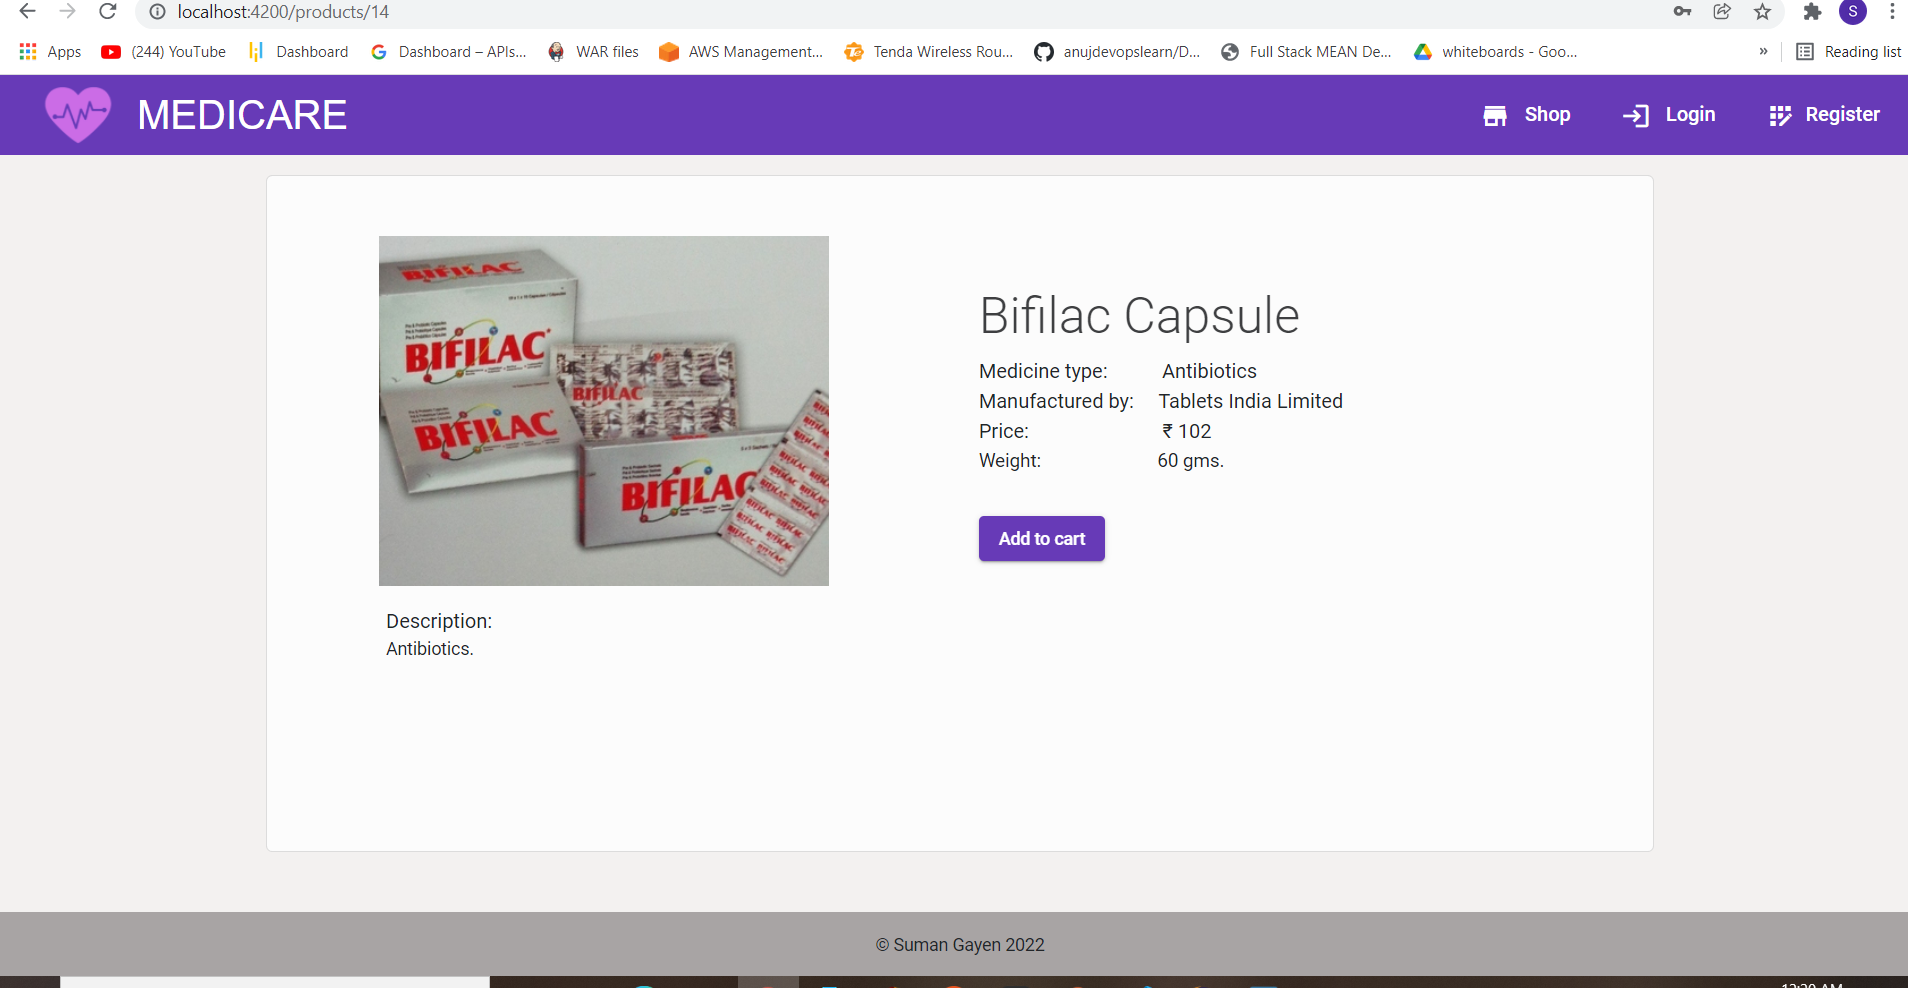 localhost:4200/products/14
Apps (244) YouTube Dashboard Dashboard – APIs... WAR files AWS Management... Tenda Wireless Rou... anujdevopslearn/D... Full Stack MEAN De... whiteboards - Goo... » Reading list
S
MEDICARE Shop Login Register
BIFILAC
BIFILAC
BIFILAC
BIFILAC
BIFILAC
Bifilac Capsule
Medicine type: Antibiotics
Manufactured by: Tablets India Limited
Price: ₹ 102
Weight: 60 gms.
Add to cart
Description:
Antibiotics.
© Suman Gayen 2022